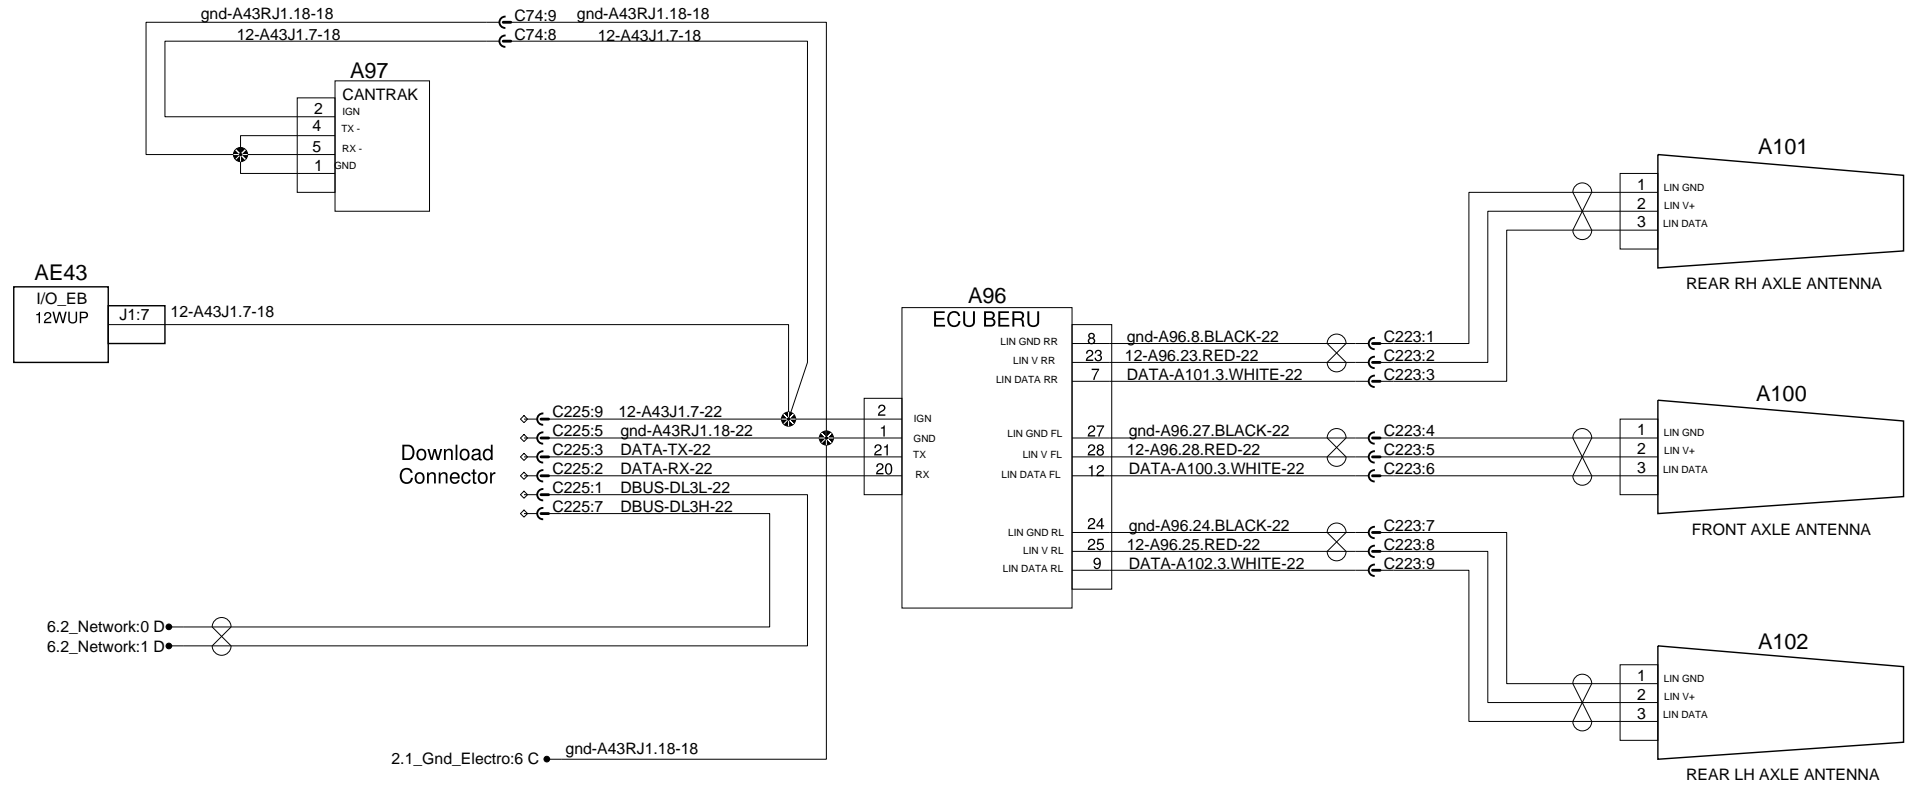 gnd-A43RJ1.18-18
C74:9
gnd-A43RJ1.18-18
12-A43J1.7-18
C74:8
12-A43J1.7-18
A97
CANTRAK
2 IGN
4 TX -
5 RX -
1 GND
AE43
I/O_EB
12WUP
J1:7
12-A43J1.7-18
Download
Connector
C225:9 12-A43J1.7-22
C225:5 gnd-A43RJ1.18-22
C225:3 DATA-TX-22
C225:2 DATA-RX-22
C225:1 DBUS-DL3L-22
C225:7 DBUS-DL3H-22
6.2_Network:0 D
6.2_Network:1 D
2.1_Gnd_Electro:6 C
gnd-A43RJ1.18-18
A96
ECU BERU
2 IGN
1 GND
21 TX
20 RX
LIN GND RR 8 gnd-A96.8.BLACK-22 C223:1
LIN V RR 23 12-A96.23.RED-22 C223:2
LIN DATA RR 7 DATA-A101.3.WHITE-22 C223:3
LIN GND FL 27 gnd-A96.27.BLACK-22 C223:4
LIN V FL 28 12-A96.28.RED-22 C223:5
LIN DATA FL 12 DATA-A100.3.WHITE-22 C223:6
LIN GND RL 24 gnd-A96.24.BLACK-22 C223:7
LIN V RL 25 12-A96.25.RED-22 C223:8
LIN DATA RL 9 DATA-A102.3.WHITE-22 C223:9
A101
1 LIN GND
2 LIN V+
3 LIN DATA
REAR RH AXLE ANTENNA
A100
1 LIN GND
2 LIN V+
3 LIN DATA
FRONT AXLE ANTENNA
A102
1 LIN GND
2 LIN V+
3 LIN DATA
REAR LH AXLE ANTENNA